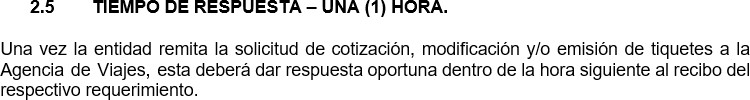 2.5 TIEMPO DE RESPUESTA – UNA (1) HORA.
Una vez la entidad remita la solicitud de cotización, modificación y/o emisión de tiquetes a la
Agencia de Viajes, esta deberá dar respuesta oportuna dentro de la hora siguiente al recibo del
respectivo requerimiento.